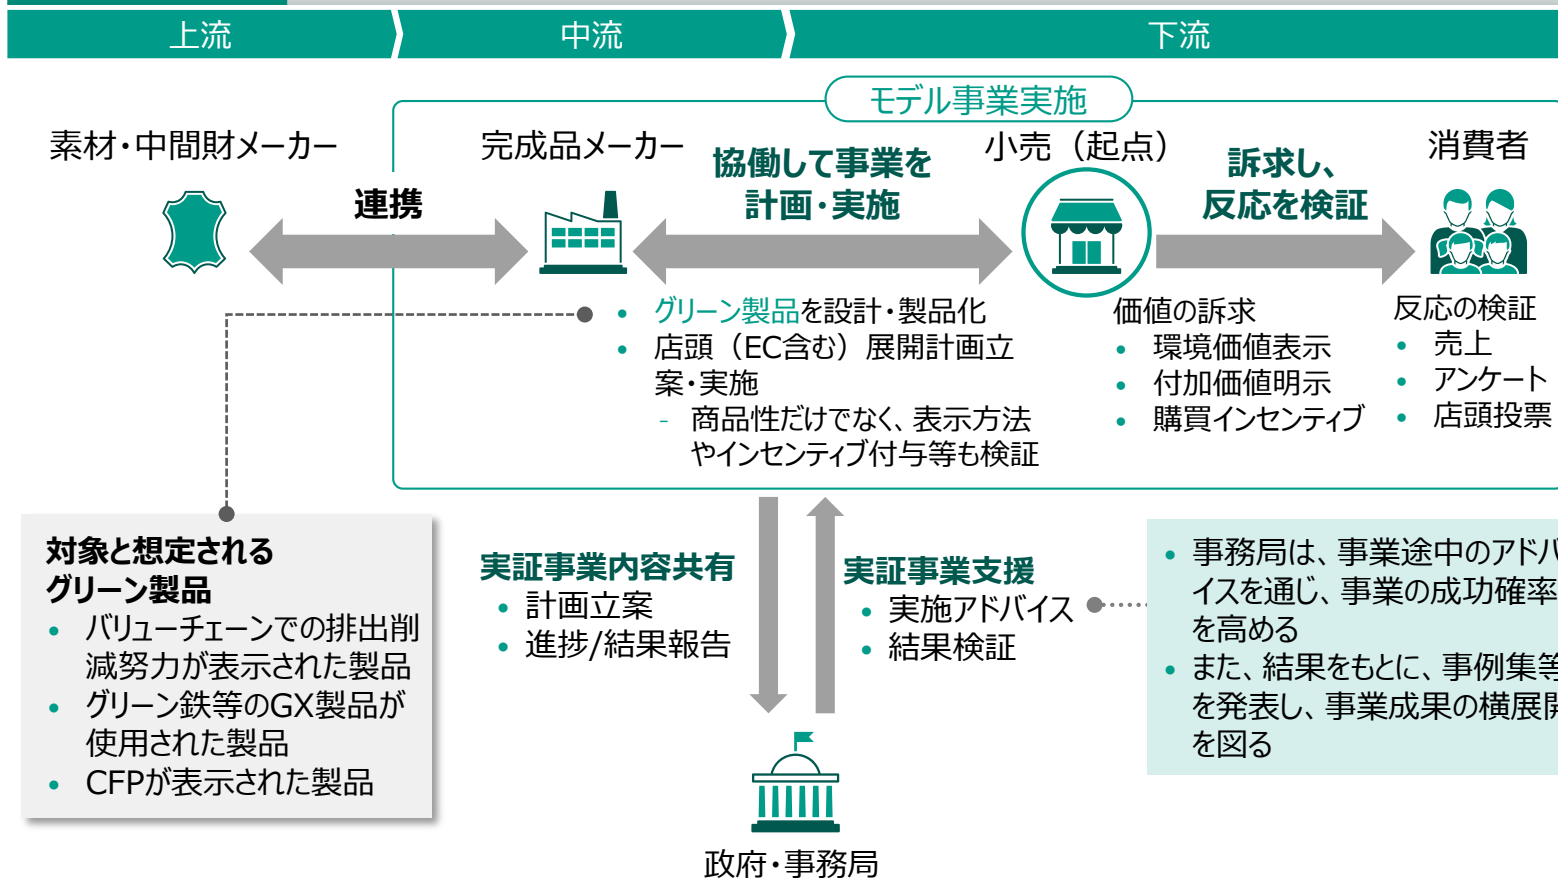 上流
中流
下流
モデル事業実施
素材・中間財メーカー
完成品メーカー
小売（起点）
消費者
連携
協働して事業を
計画・実施
訴求し、
反応を検証
• グリーン製品を設計・製品化
• 店頭（EC含む）展開計画立
案・実施
- 商品性だけでなく、表示方法
やインセンティブ付与等も検証
価値の訴求
• 環境価値表示
• 付加価値明示
• 購買インセンティブ
反応の検証
• 売上
• アンケート
• 店頭投票
対象と想定される
グリーン製品
• バリューチェーンでの排出削
減努力が表示された製品
• グリーン鉄等のGX製品が
使用された製品
• CFPが表示された製品
実証事業内容共有
• 計画立案
• 進捗/結果報告
実証事業支援
• 実施アドバイス
• 結果検証
• 事務局は、事業途中のアドバ
イスを通じ、事業の成功確率
を高める
• また、結果をもとに、事例集等
を発表し、事業成果の横展開
を図る
政府・事務局